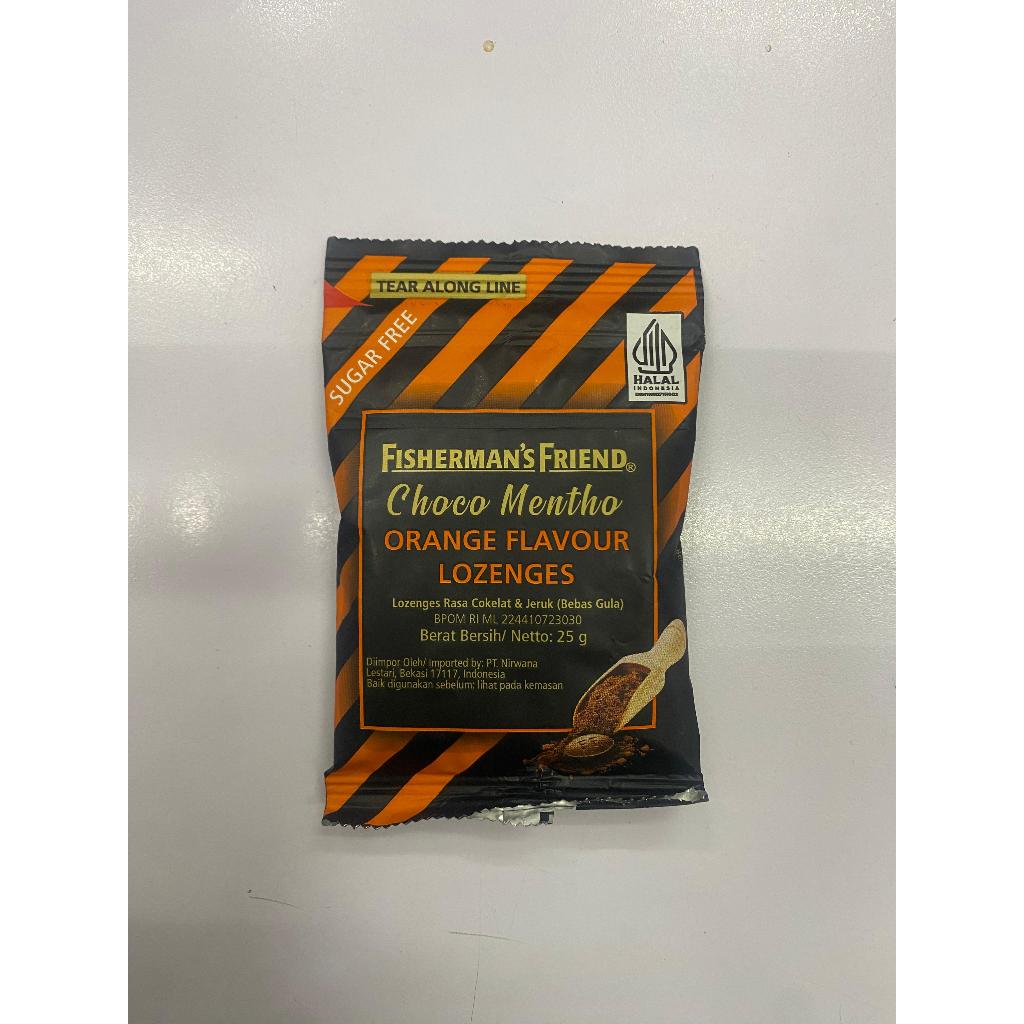 TEAR ALONG LINE
SUGAR FREE
HALAL
INDONESIA
FISHERMAN'S FRIEND®
Choco Mentho
ORANGE FLAVOUR
LOZENGES
Lozenges Rasa Cokelat & Jeruk (Bebas Gula)
BPOM RI ML 224410723030
Berat Bersih/ Netto: 25 g
Diimpor Oleh/ Imported by: PT. Nirwana
Lestari, Bekasi 17117, Indonesia
Baik digunakan sebelum: lihat pada kemasan